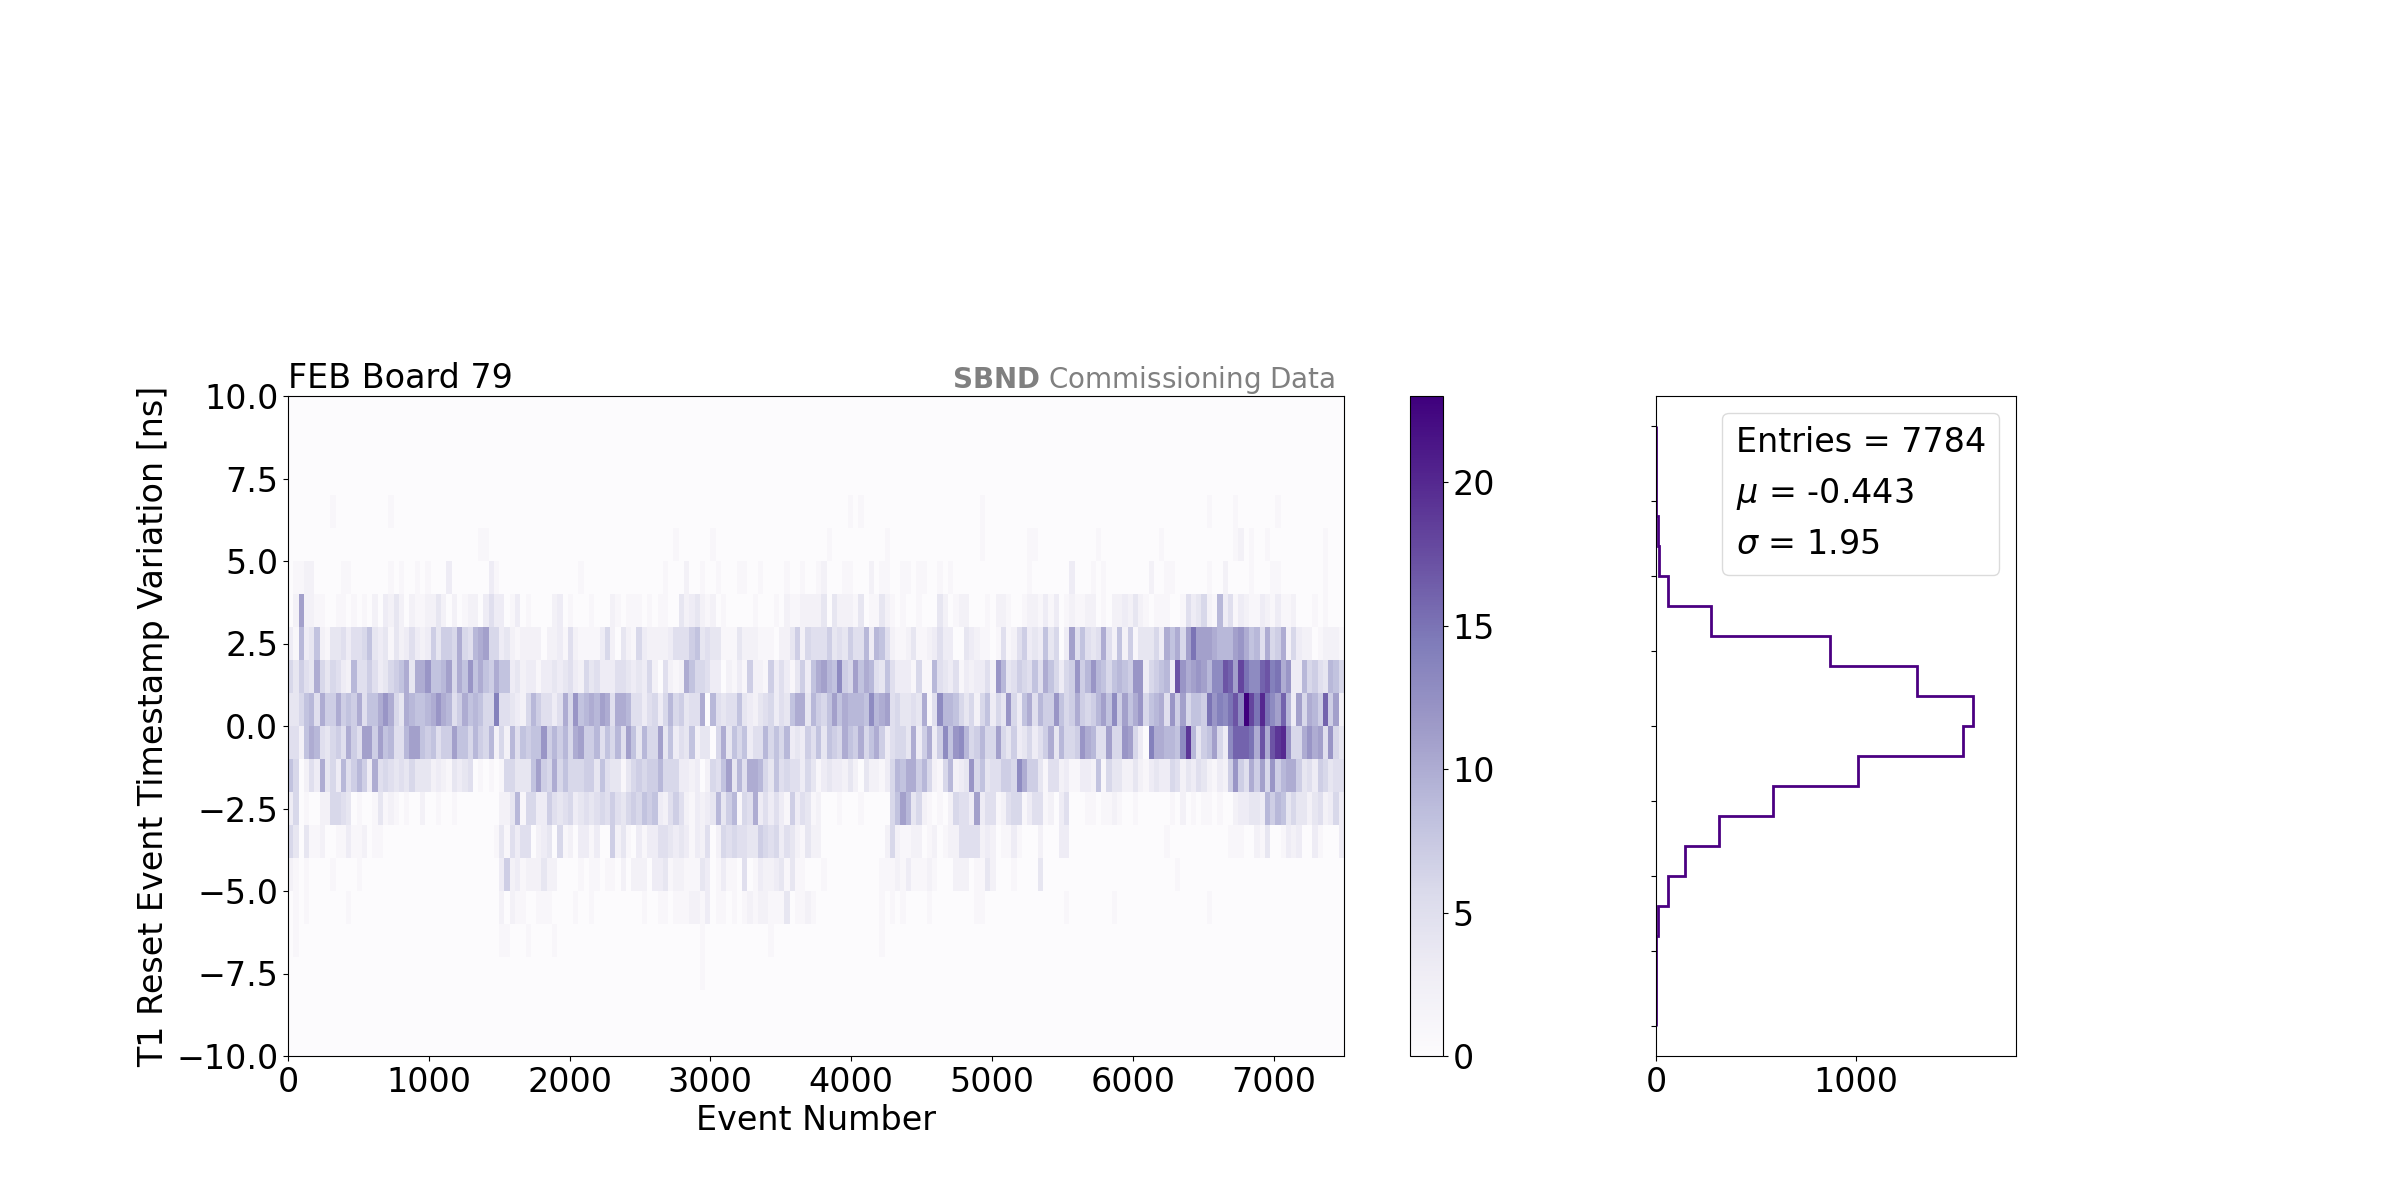 FEB Board 79
SBND Commissioning Data
T1 Reset Event Timestamp Variation [ns]
10.0
7.5
5.0
2.5
0.0
−2.5
−5.0
−7.5
−10.0
0 1000 2000 3000 4000 5000 6000 7000
Event Number
20
15
10
5
0
Entries = 7784
μ = -0.443
σ = 1.95
0 1000